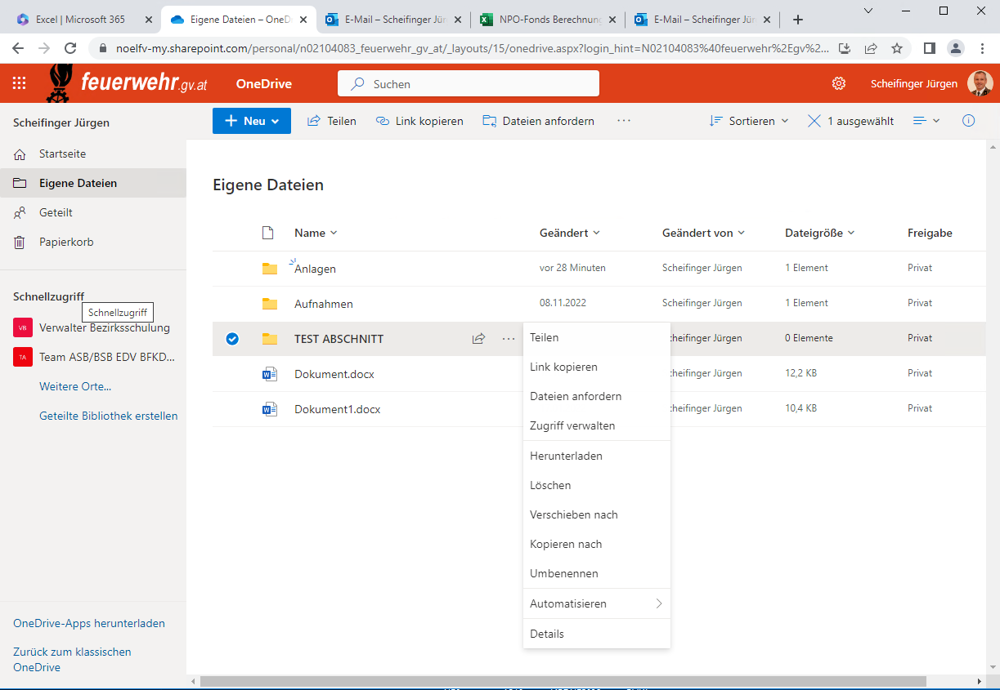 Excel | Microsoft 365
Eigene Dateien – OneD
E-Mail – Scheifinger Jür
NPO-Fonds Berechnung
E-Mail – Scheifinger Jür
noelfv-my.sharepoint.com/personal/n02104083_feuerwehr_gv_at/_layouts/15/onedrive.aspx?login_hint=N02104083%40feuerwehr%2Egv%2...
feuerwehr.gv.at
OneDrive
Suchen
Scheifinger Jürgen
Scheifinger Jürgen
Startseite
Eigene Dateien
Geteilt
Papierkorb
Schnellzugriff
Schnellzugriff
VB
Verwalter Bezirksschulung
TA
Team ASB/BSB EDV BFKD...
Weitere Orte...
Geteilte Bibliothek erstellen
OneDrive-Apps herunterladen
Zurück zum klassischen
OneDrive
Neu
Teilen
Link kopieren
Dateien anfordern
...
Sortieren
1 ausgewählt
Eigene Dateien
Name Geändert Geändert von Dateigröße Freigabe
Anlagen vor 28 Minuten Scheifinger Jürgen 1 Element Privat
Aufnahmen 08.11.2022 Scheifinger Jürgen 1 Element Privat
TEST ABSCHNITT ... cheifinger Jürgen 0 Elemente Privat
Dokument.docx cheifinger Jürgen 12,2 KB Privat
Dokument1.docx cheifinger Jürgen 10,4 KB Privat
Teilen
Link kopieren
Dateien anfordern
Zugriff verwalten
Herunterladen
Löschen
Verschieben nach
Kopieren nach
Umbenennen
Automatisieren
Details